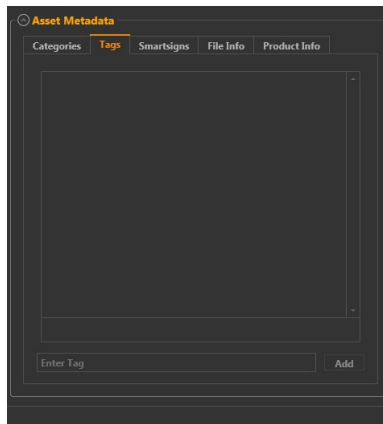 Asset Metadata
Categories Tags Smartsigns File Info Product Info
Enter Tag Add